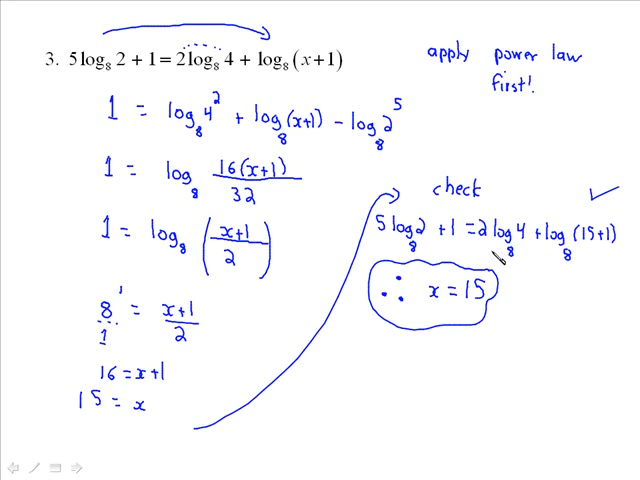 3. 5log₈ 2 + 1 = 2log₈ 4 + log₈ (x+1)
apply power law
first!
1 = log₈ 4² + log₈ (x+1) − log₈ 2⁵
1 = log₈ 16(x+1)/32
1 = log₈ (x+1/2)
8¹/1 = x+1/2
16 = x+1
15 = x
check ✓
5 log₈ 2 + 1 = 2 log₈ 4 + log₈ (15+1)
∴ x = 15